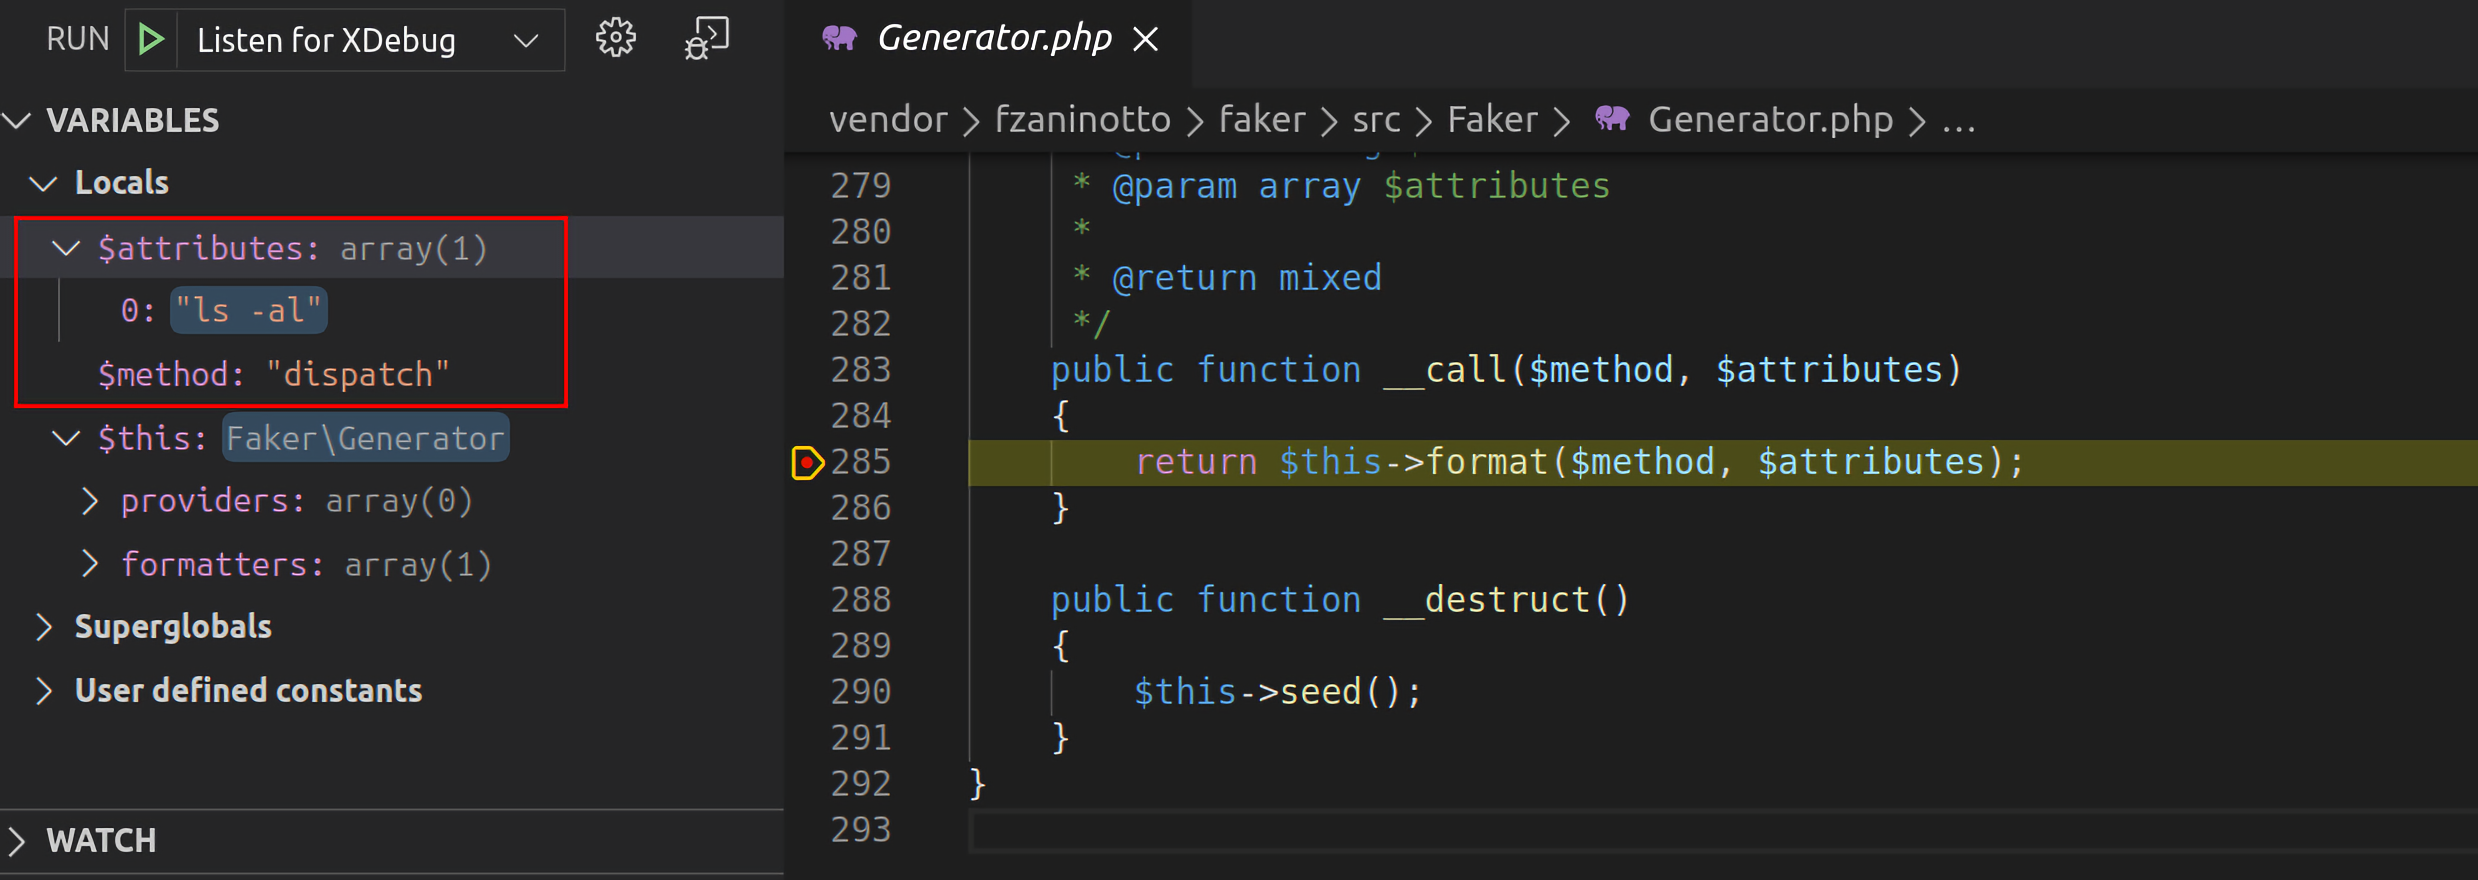 RUN Listen for XDebug
VARIABLES
Locals
$attributes: array(1)
0: "ls -al"
$method: "dispatch"
$this: Faker\Generator
providers: array(0)
formatters: array(1)
Superglobals
User defined constants
WATCH
Generator.php
vendor > fzaninotto > faker > src > Faker > Generator.php > ...
279 * @param array $attributes
280 *
281 * @return mixed
282 */
283 public function __call($method, $attributes)
284 {
285 return $this->format($method, $attributes);
286 }
287
288 public function __destruct()
289 {
290 $this->seed();
291 }
292 }
293